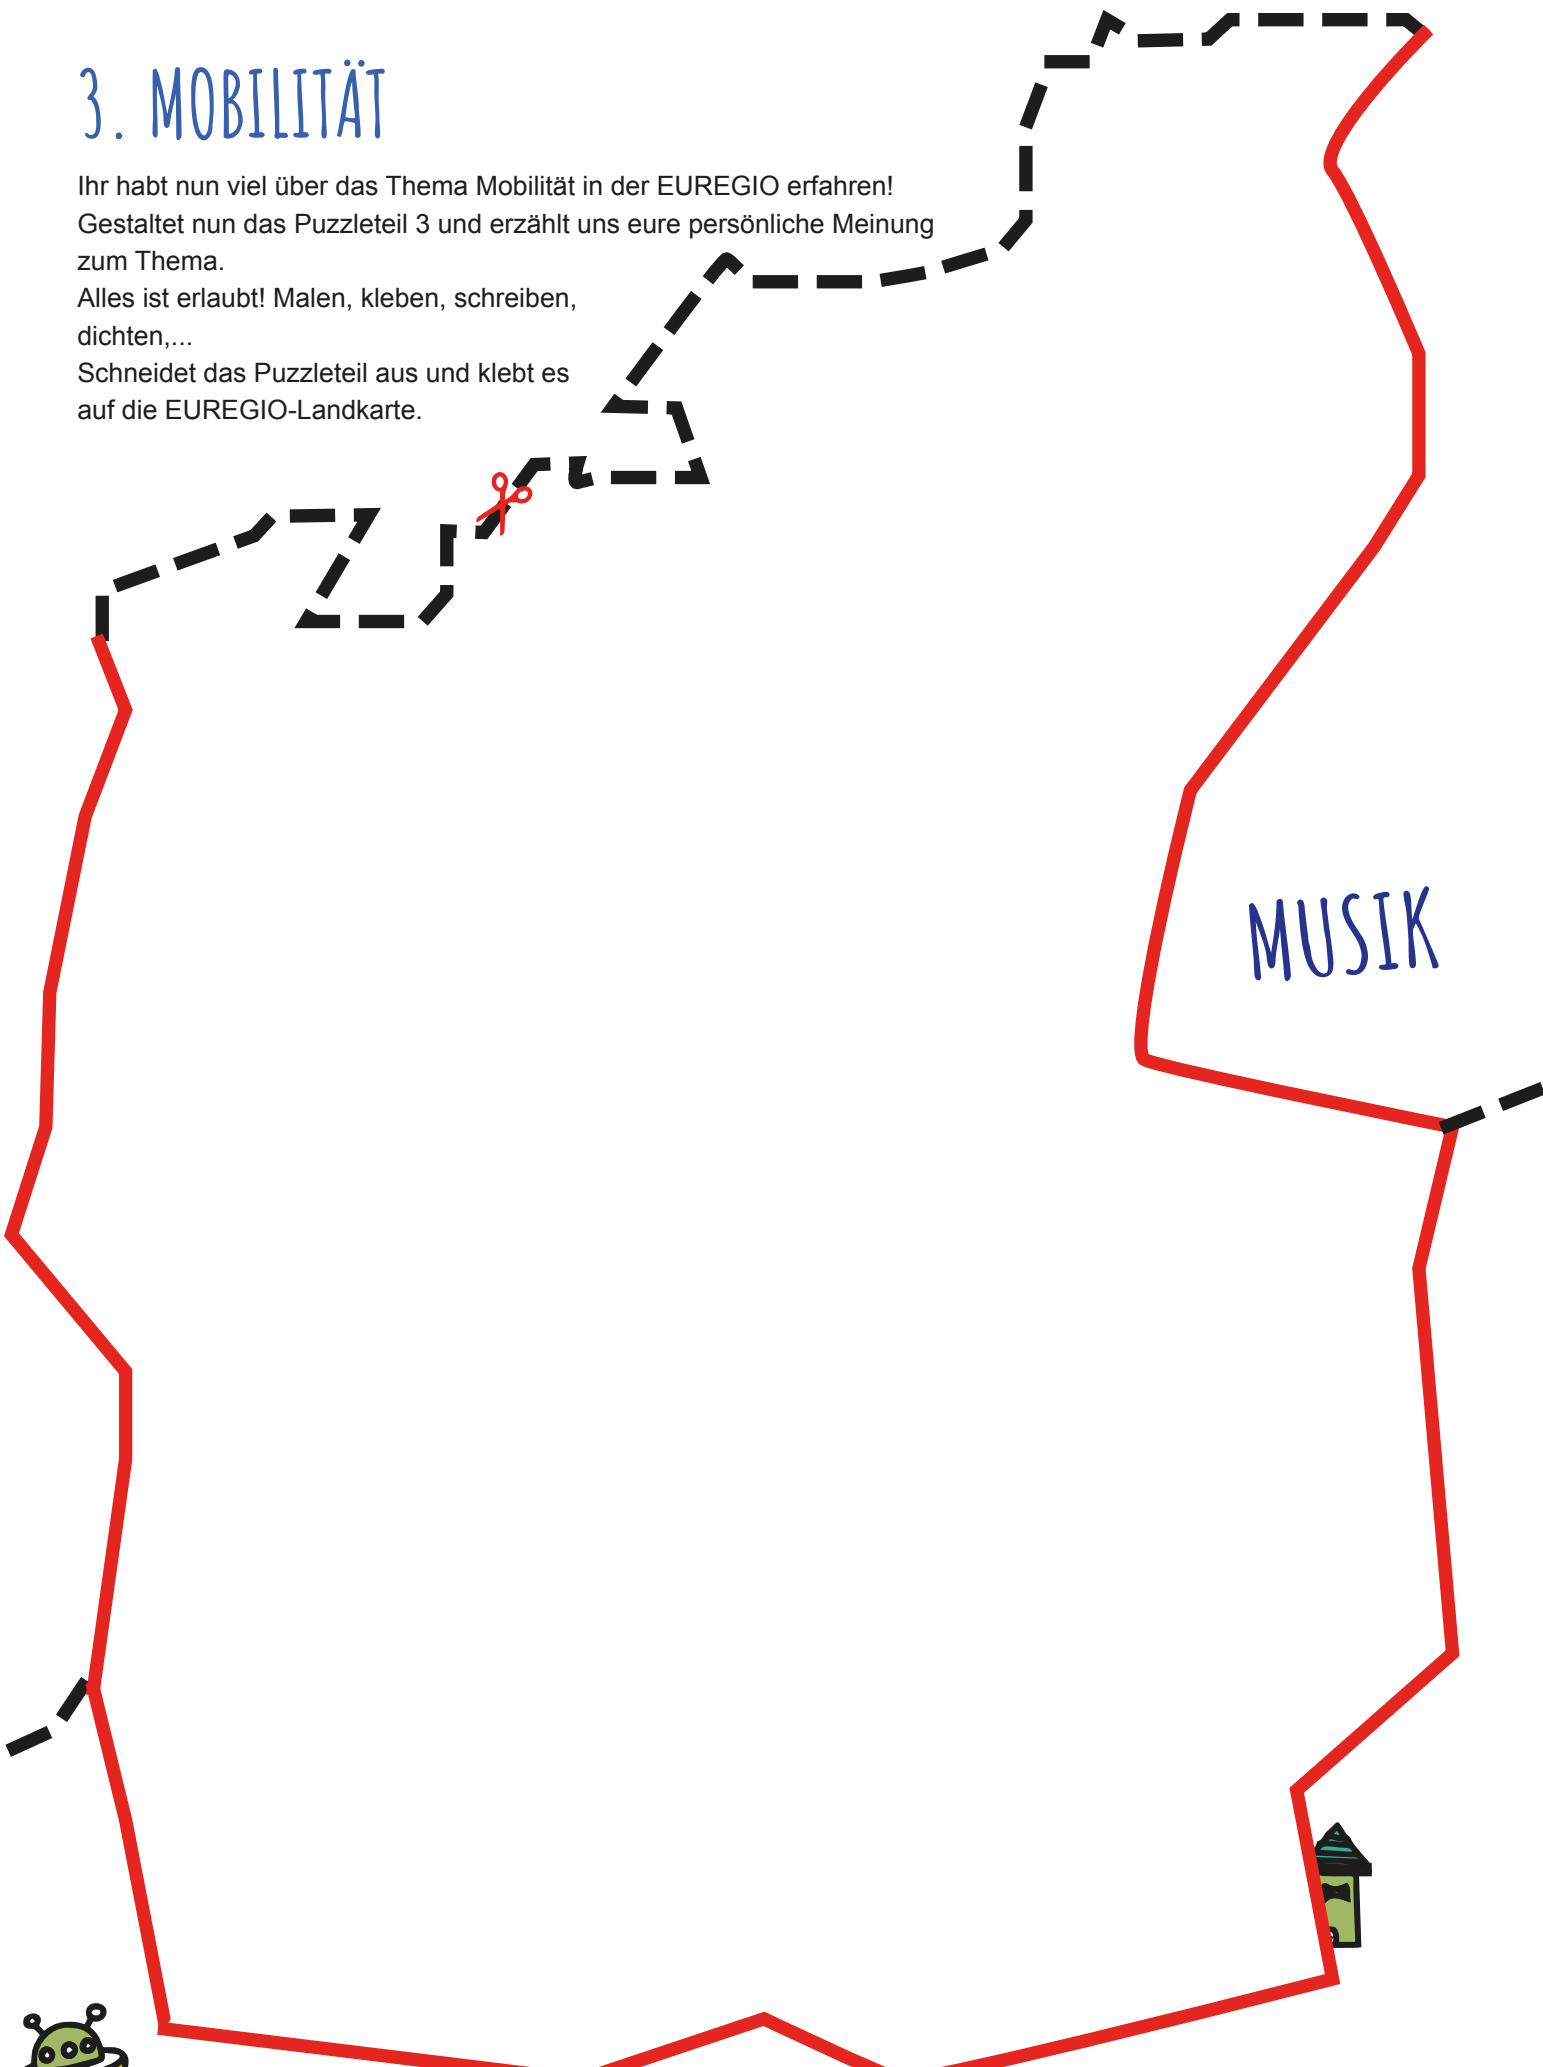 3. MOBILITÄT
Ihr habt nun viel über das Thema Mobilität in der EUREGIO erfahren!
Gestaltet nun das Puzzleteil 3 und erzählt uns eure persönliche Meinung
zum Thema.
Alles ist erlaubt! Malen, kleben, schreiben,
dichten,...
Schneidet das Puzzleteil aus und klebt es
auf die EUREGIO-Landkarte.
MUSIK